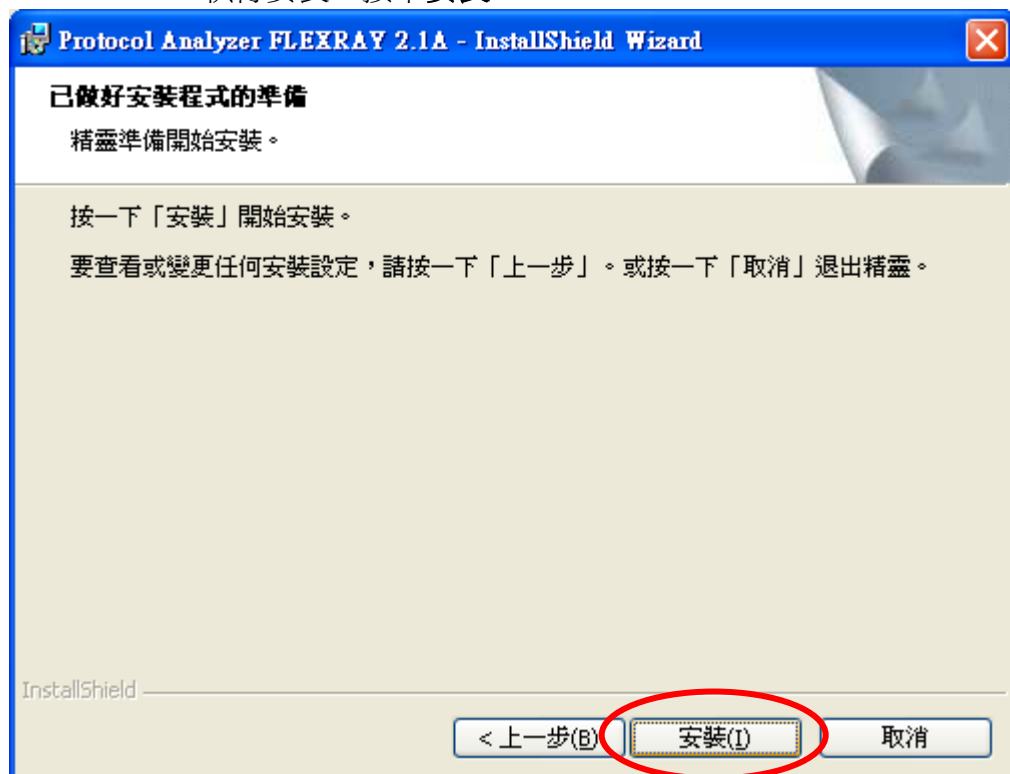 Protocol Analyzer FLEXRAY 2.1A - InstallShield Wizard
已做好安裝程式的準備
精靈準備開始安裝。
按一下「安裝」開始安裝。
要查看或變更任何安裝設定，請按一下「上一步」。或按一下「取消」退出精靈。
InstallShield
< 上一步(B) 安裝(I) 取消